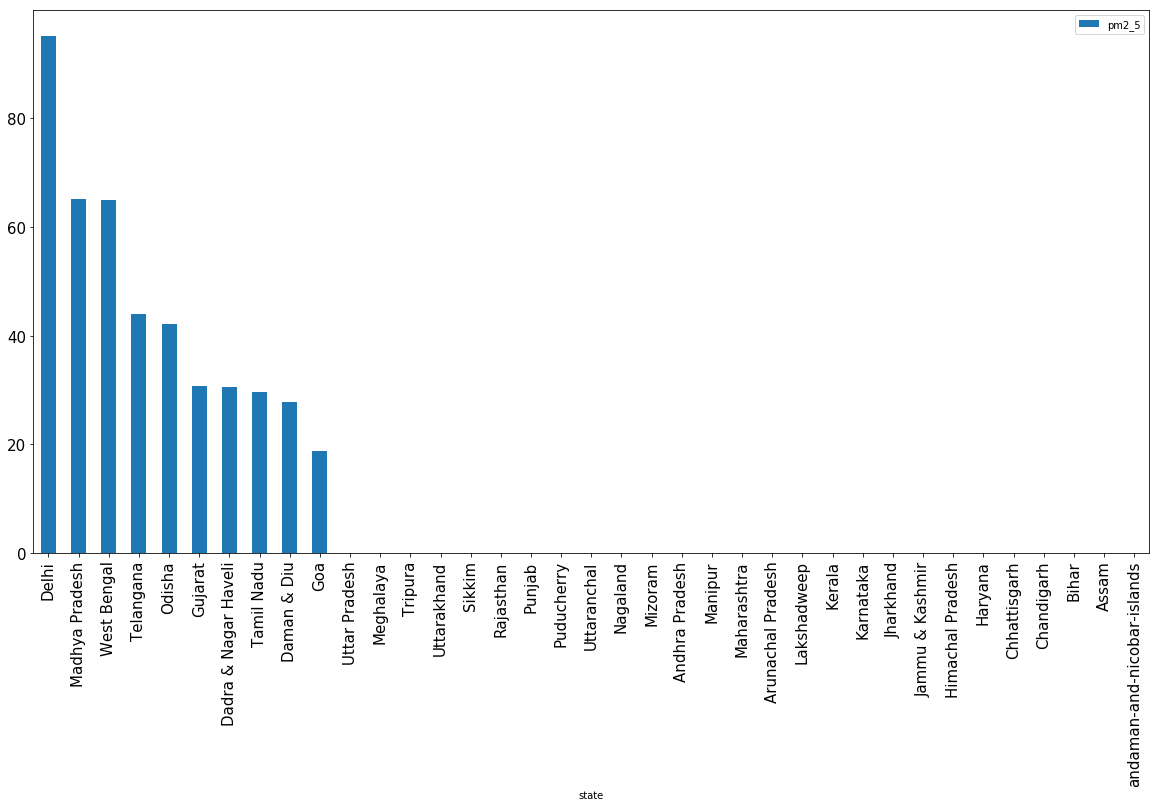 pm2_5
80
60
40
20
0
Delhi
Madhya Pradesh
West Bengal
Telangana
Odisha
Gujarat
Dadra & Nagar Haveli
Tamil Nadu
Daman & Diu
Goa
Uttar Pradesh
Meghalaya
Tripura
Uttarakhand
Sikkim
Rajasthan
Punjab
Puducherry
Uttaranchal
Nagaland
Mizoram
Andhra Pradesh
Manipur
Maharashtra
Arunachal Pradesh
Lakshadweep
Kerala
Karnataka
Jharkhand
Jammu & Kashmir
Himachal Pradesh
Haryana
Chhattisgarh
Chandigarh
Bihar
Assam
andaman-and-nicobar-islands
state